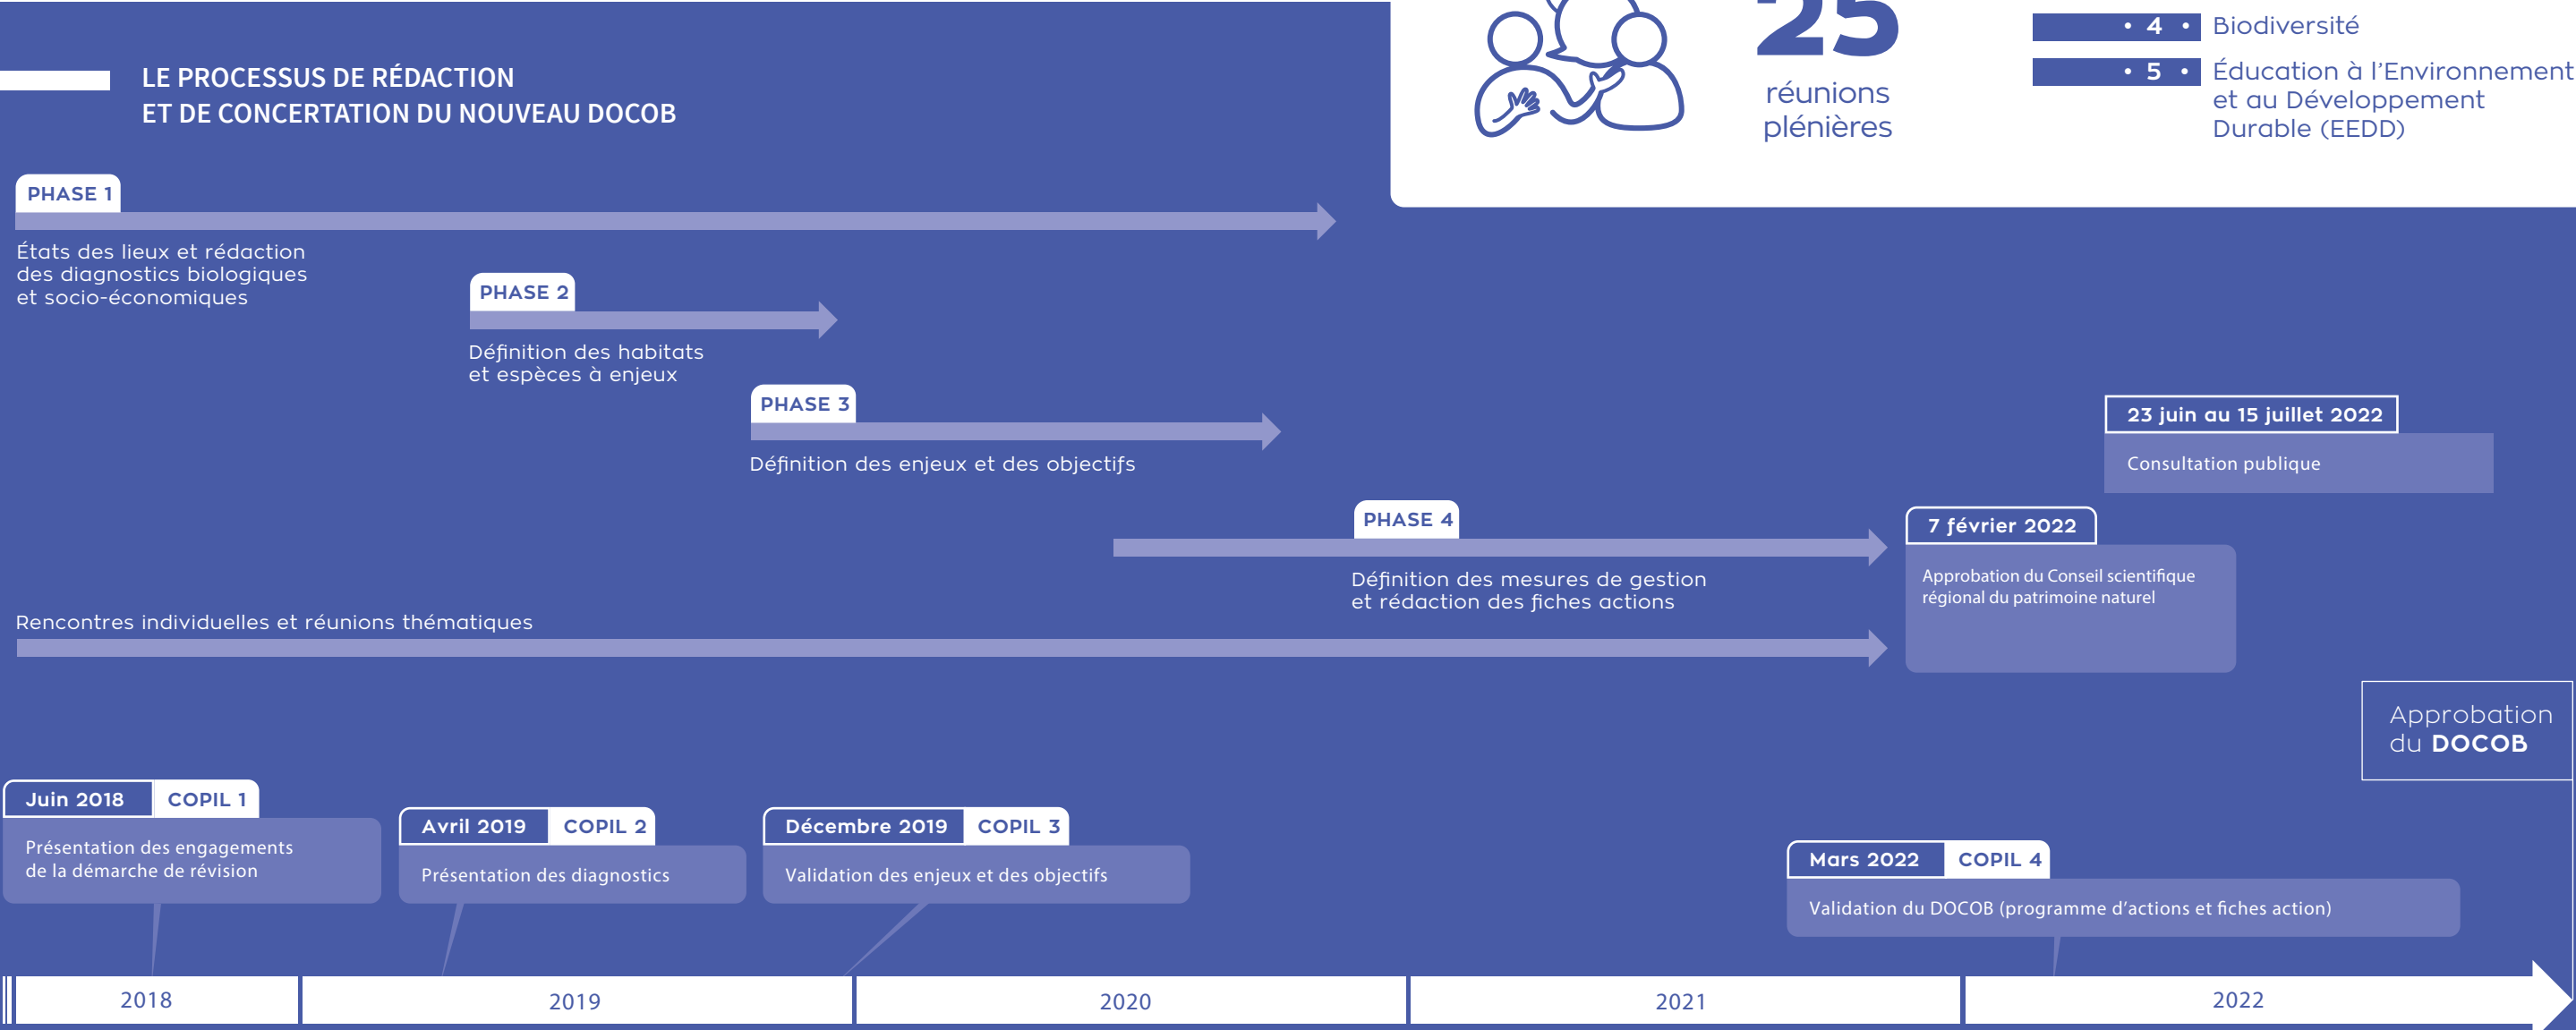 25
réunions
plénières
• 4 • Biodiversité
• 5 • Éducation à l'Environnement
et au Développement
Durable (EEDD)
LE PROCESSUS DE RÉDACTION
ET DE CONCERTATION DU NOUVEAU DOCOB
PHASE 1
États des lieux et rédaction
des diagnostics biologiques
et socio-économiques
PHASE 2
Définition des habitats
et espèces à enjeux
PHASE 3
Définition des enjeux et des objectifs
PHASE 4
Définition des mesures de gestion
et rédaction des fiches actions
Rencontres individuelles et réunions thématiques
23 juin au 15 juillet 2022
Consultation publique
7 février 2022
Approbation du Conseil scientifique
régional du patrimoine naturel
Approbation
du DOCOB
Juin 2018 COPIL 1
Présentation des engagements
de la démarche de révision
Avril 2019 COPIL 2
Présentation des diagnostics
Décembre 2019 COPIL 3
Validation des enjeux et des objectifs
Mars 2022 COPIL 4
Validation du DOCOB (programme d'actions et fiches action)
2018 2019 2020 2021 2022